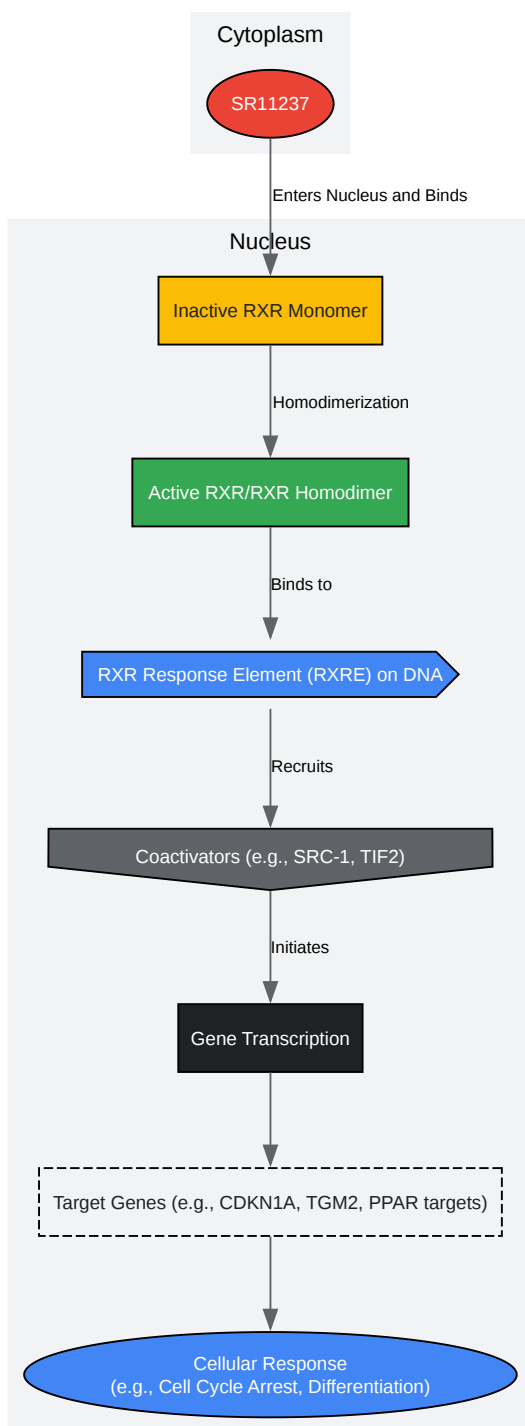 Cytoplasm
SR11237
Enters Nucleus and Binds
Nucleus
Inactive RXR Monomer
Homodimerization
Active RXR/RXR Homodimer
Binds to
RXR Response Element (RXRE) on DNA
Recruits
Coactivators (e.g., SRC-1, TIF2)
Initiates
Gene Transcription
Target Genes (e.g., CDKN1A, TGM2, PPAR targets)
Cellular Response
(e.g., Cell Cycle Arrest, Differentiation)